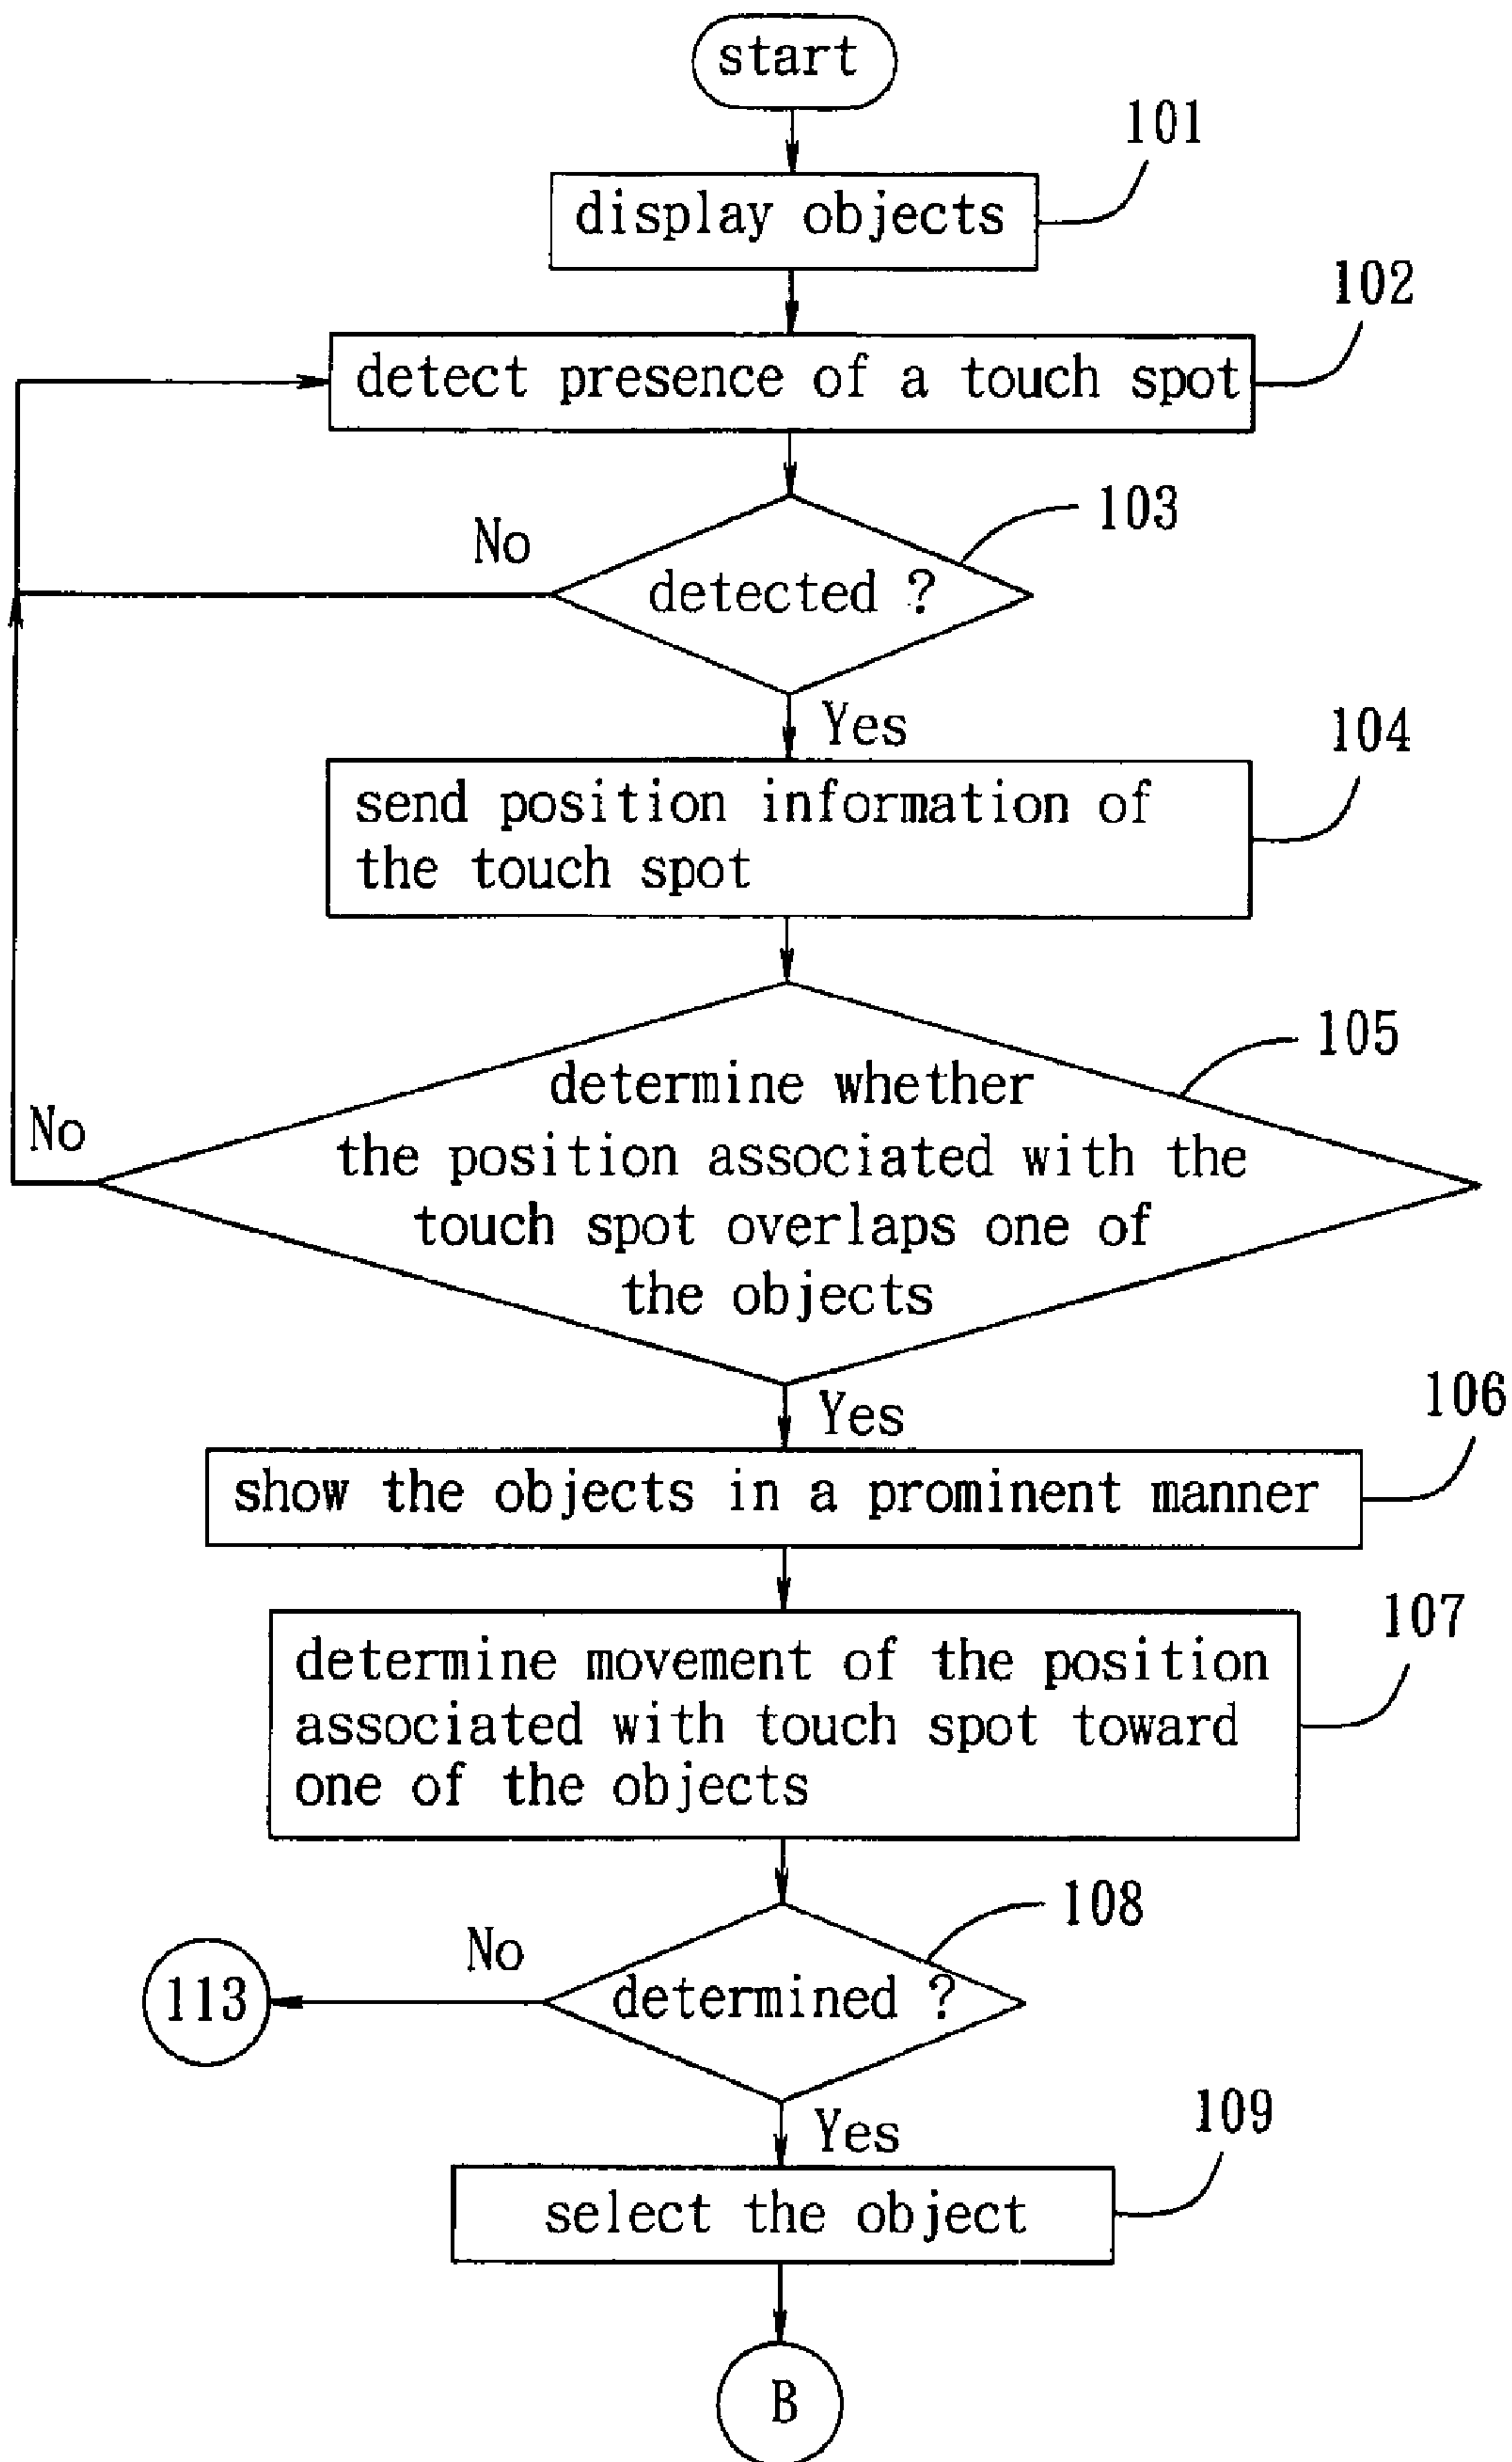 start
101
display objects
102
detect presence of a touch spot
103
No
detected ?
Yes
104
send position information of
the touch spot
105
determine whether
No
the position associated with the
touch spot overlaps one of
the objects
Yes
106
show the objects in a prominent manner
107
determine movement of the position
associated with touch spot toward
one of the objects
108
No
113
determined ?
Yes
109
select the object
B